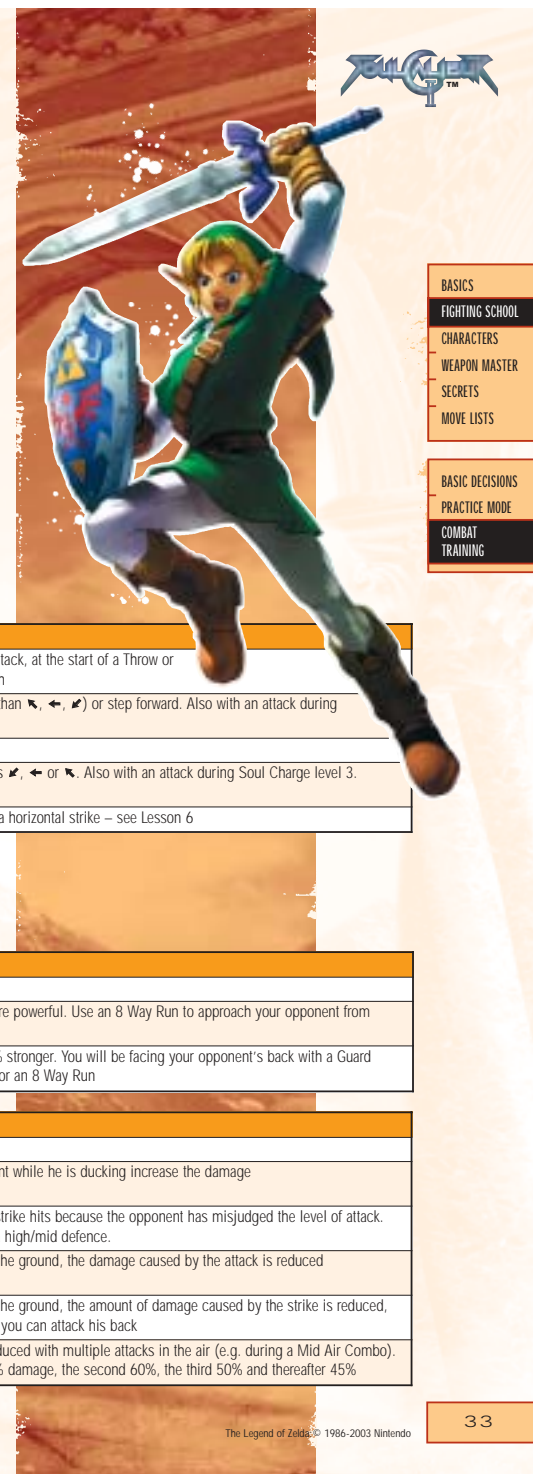 SOULCALIBUR II TM
BASICS
FIGHTING SCHOOL
CHARACTERS
WEAPON MASTER
SECRETS
MOVE LISTS
BASIC DECISIONS
PRACTICE MODE
COMBAT
TRAINING
tack, at the start of a Throw or
than ↖, ←, ↙) or step forward. Also with an attack during
s ↙, ← or ↖. Also with an attack during Soul Charge level 3.
a horizontal strike – see Lesson 6
re powerful. Use an 8 Way Run to approach your opponent from
% stronger. You will be facing your opponent's back with a Guard
or an 8 Way Run
nt while he is ducking increase the damage
strike hits because the opponent has misjudged the level of attack.
high/mid defence.
he ground, the damage caused by the attack is reduced
he ground, the amount of damage caused by the strike is reduced,
you can attack his back
duced with multiple attacks in the air (e.g. during a Mid Air Combo).
% damage, the second 60%, the third 50% and thereafter 45%
The Legend of Zelda © 1986-2003 Nintendo
33